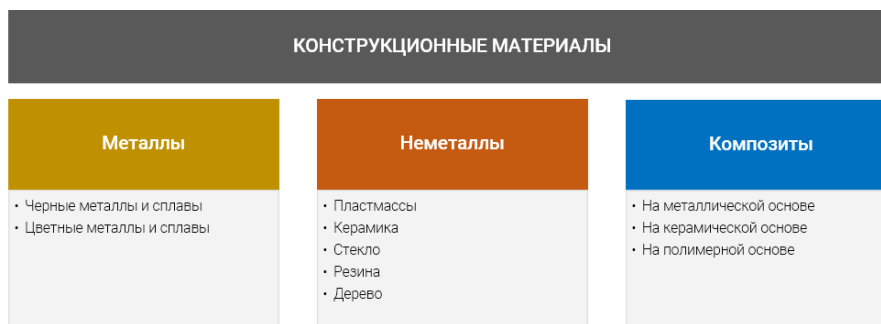 КОНСТРУКЦИОННЫЕ МАТЕРИАЛЫ
Металлы
• Черные металлы и сплавы
• Цветные металлы и сплавы
Неметаллы
• Пластмассы
• Керамика
• Стекло
• Резина
• Дерево
Композиты
• На металлической основе
• На керамической основе
• На полимерной основе